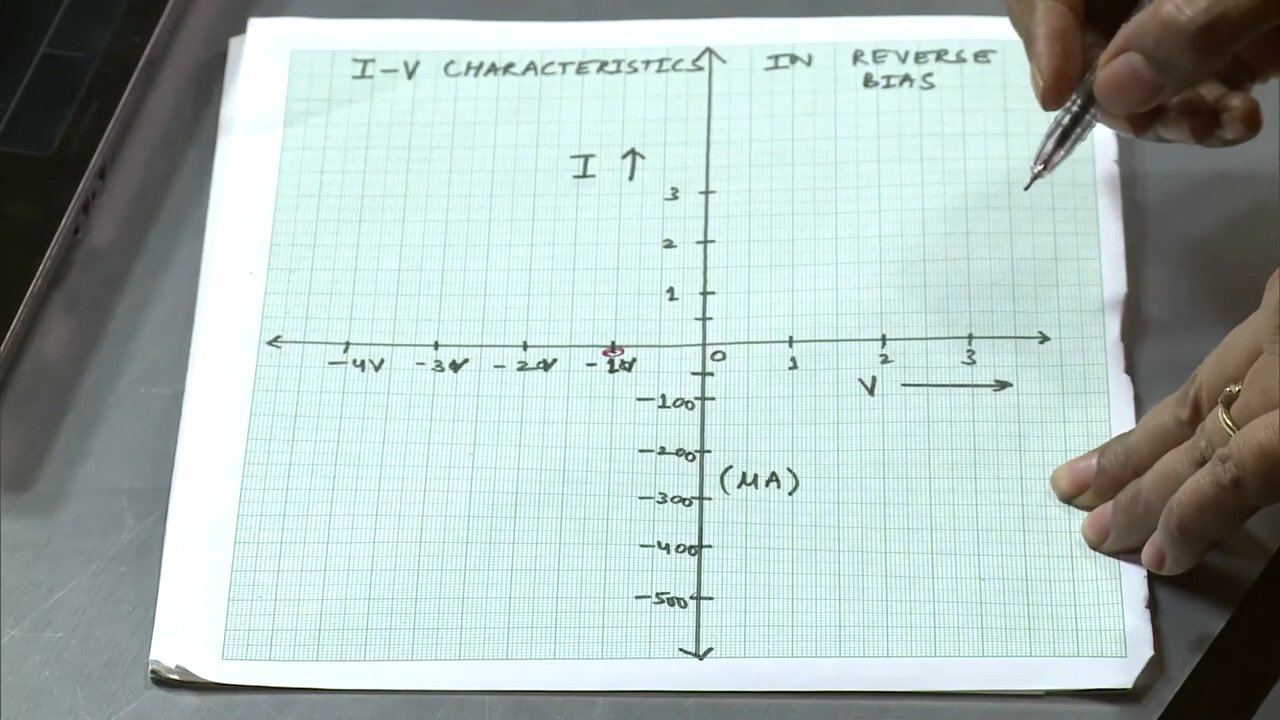 I-V CHARACTERISTICS IN REVERSE
BIAS
I ↑
3
2
1
-4V -3V -2V -1V 0 1 2 3
V →
-100
-200
(μA)
-300
-400
-500